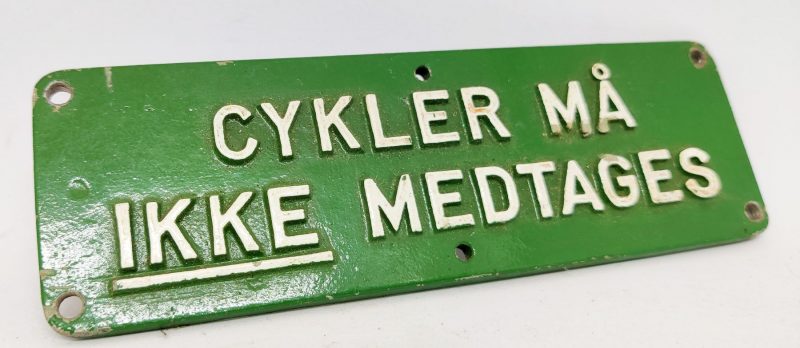 CYKLER MÅ
IKKE MEDTAGES